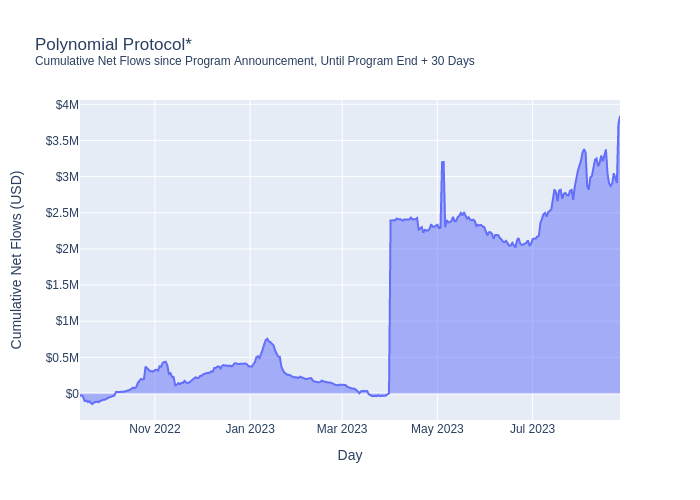 Polynomial Protocol*
Cumulative Net Flows since Program Announcement, Until Program End + 30 Days
$4M
$3.5M
$3M
$2.5M
$2M
$1.5M
$1M
$0.5M
$0
Cumulative Net Flows (USD)
Nov 2022
Jan 2023
Mar 2023
May 2023
Jul 2023
Day